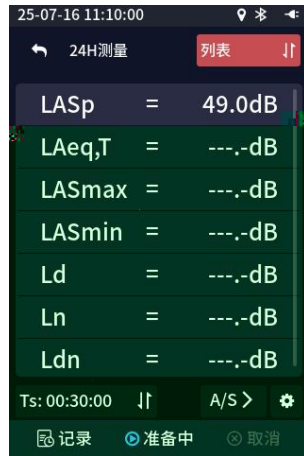 25-07-16 11:10:00
24H测量 列表
LASp = 49.0dB
LAeq,T = ---.-dB
LASmax = ---.-dB
LASmin = ---.-dB
Ld = ---.-dB
Ln = ---.-dB
Ldn = ---.-dB
Ts: 00:30:00 A/S >
记录 准备中 取消